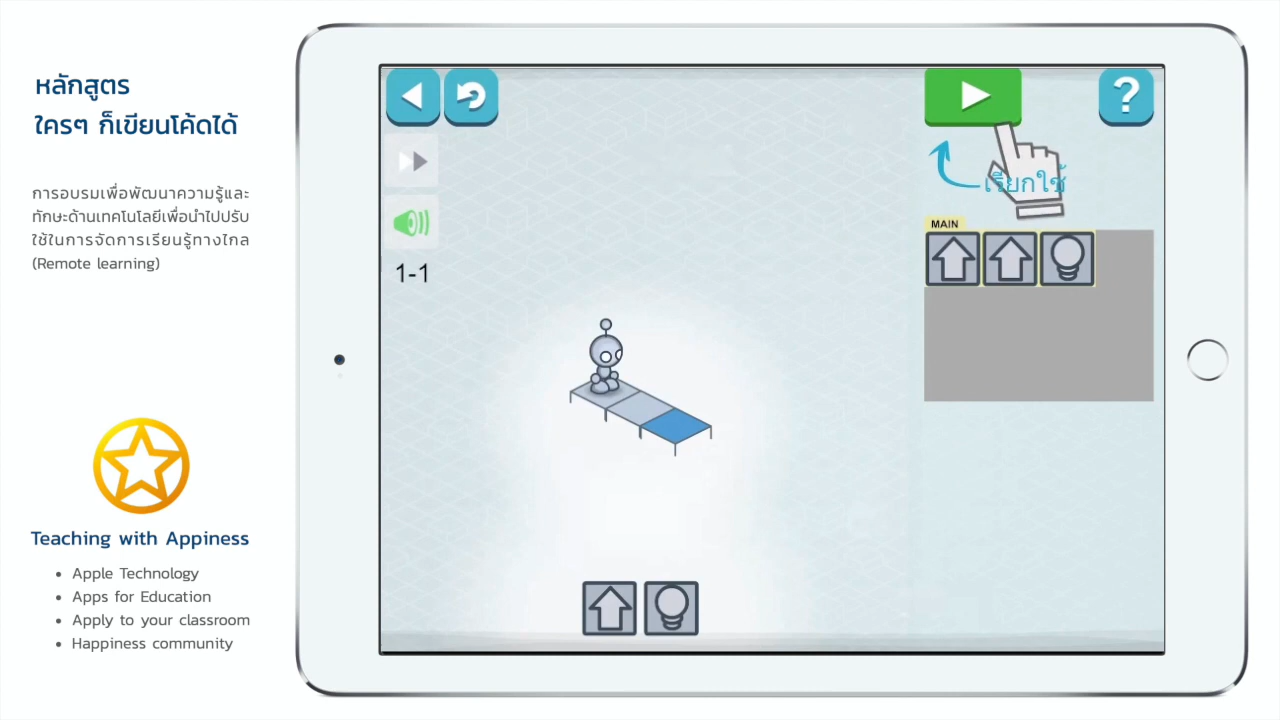 หลักสูตร
ใครๆ ก็เขียนโค้ดได้
การอบรมเพื่อพัฒนาความรู้และ
ทักษะด้านเทคโนโลยีเพื่อนำไปปรับ
ใช้ในการจัดการเรียนรู้ทางไกล
(Remote learning)
Teaching with Appiness
• Apple Technology
• Apps for Education
• Apply to your classroom
• Happiness community
?
เรียกใช้
MAIN
1-1